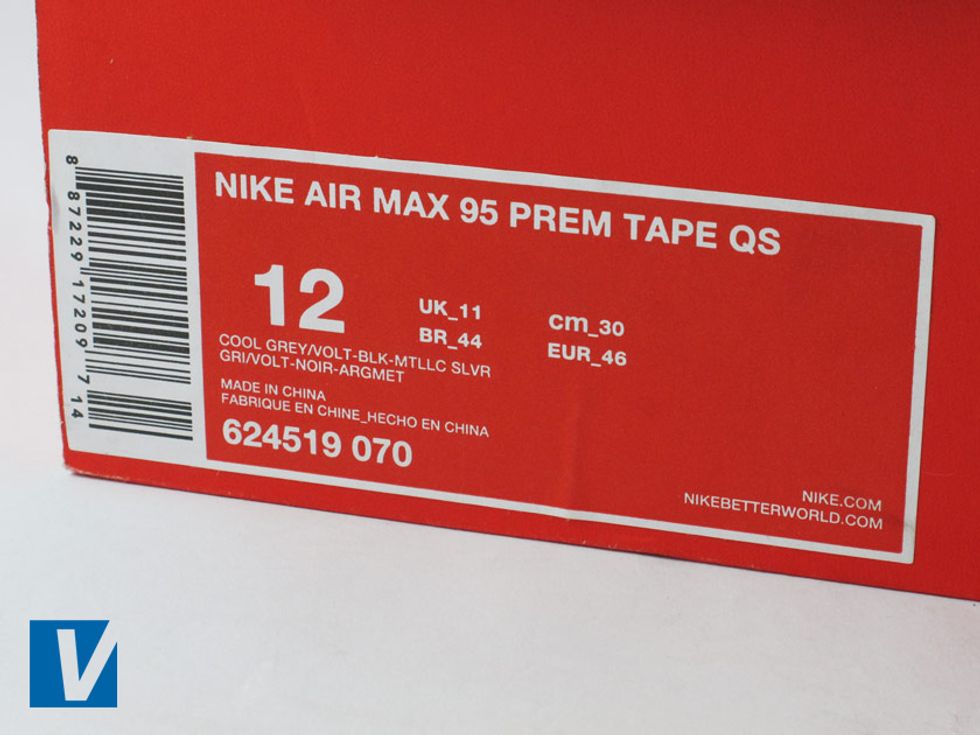 NIKE AIR MAX 95 PREM TAPE QS
12
UK_11
cm_30
BR_44
EUR_46
COOL GREY/VOLT-BLK-MTLLC SLVR
GRI/VOLT-NOIR-ARGMET
MADE IN CHINA
FABRIQUE EN CHINE_HECHO EN CHINA
624519 070
NIKE.COM
NIKEBETTERWORLD.COM
8 87229 17209 7 14
V